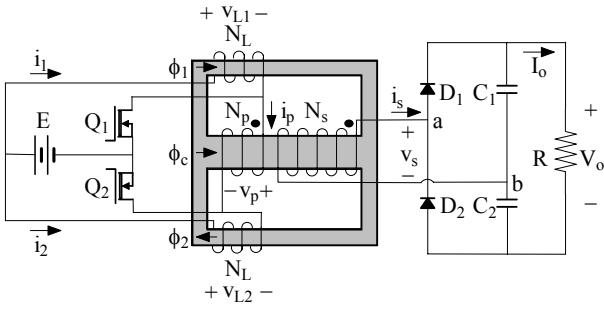 + v_L1 −
N_L
i_1
ϕ_1
I_o
E
Q_1
N_p
i_p
N_s
i_s
D_1
C_1
+
a
+
ϕ_c
v_s
R
V_o
−
b
Q_2
− v_p +
D_2
C_2
−
i_2
ϕ_2
N_L
+ v_L2 −